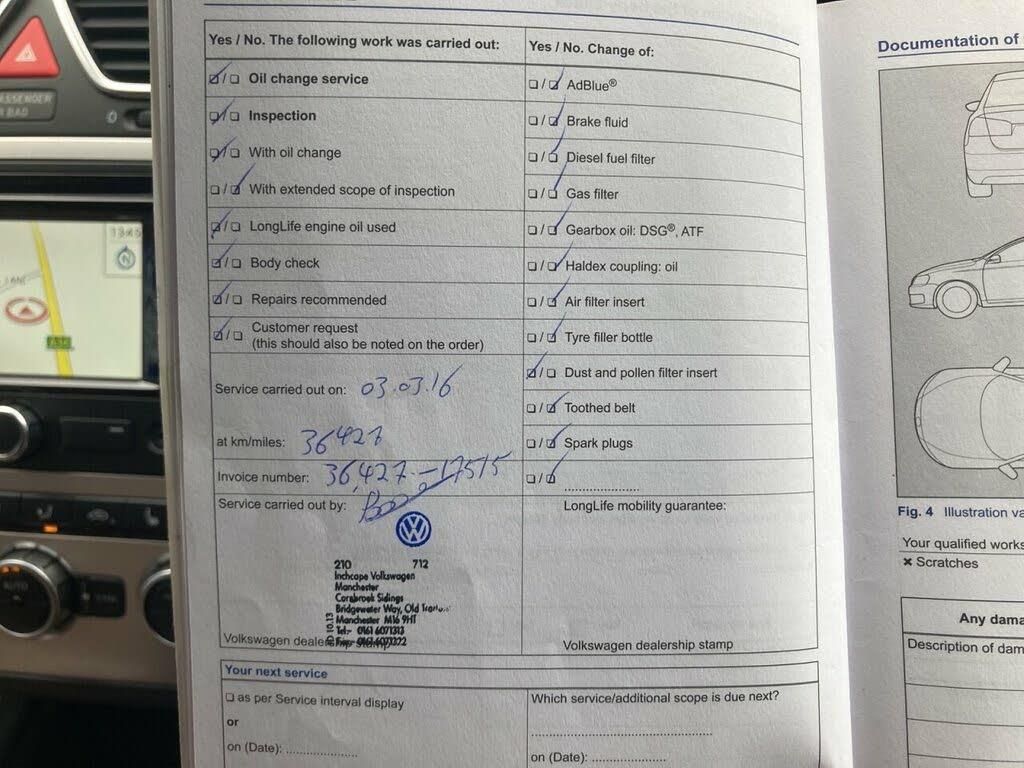 Yes / No. The following work was carried out:
☑/☐ Oil change service
☑/☐ Inspection
☑/☐ With oil change
☐/☑ With extended scope of inspection
☑/☐ LongLife engine oil used
☑/☐ Body check
☑/☐ Repairs recommended
☑/☐ Customer request
(this should also be noted on the order)
Service carried out on: 03.03.16
at km/miles: 36427
Invoice number: 36,427 - 17515
Service carried out by:
210 712
Inchcape Volkswagen
Manchester
Cornbrook Sidings
Bridgewater Way, Old
Manchester M16 9HT
Tel:- 0161 6071313
Fax:-
10.13
Volkswagen dealership stamp
Yes / No. Change of:
☐/☑ AdBlue®
☐/☑ Brake fluid
☐/☑ Diesel fuel filter
☐/☑ Gas filter
☐/☑ Gearbox oil: DSG®, ATF
☐/☑ Haldex coupling: oil
☐/☑ Air filter insert
☐/☑ Tyre filler bottle
☑/☐ Dust and pollen filter insert
☐/☑ Toothed belt
☐/☑ Spark plugs
☐/☑ ....................
LongLife mobility guarantee:
Volkswagen dealership stamp
Your next service
☐ as per Service interval display
or
on (Date): ....................
Which service/additional scope is due next?
on (Date): ....................
Documentation of
Fig. 4 Illustration va
Your qualified works
× Scratches
Any dama
Description of dam